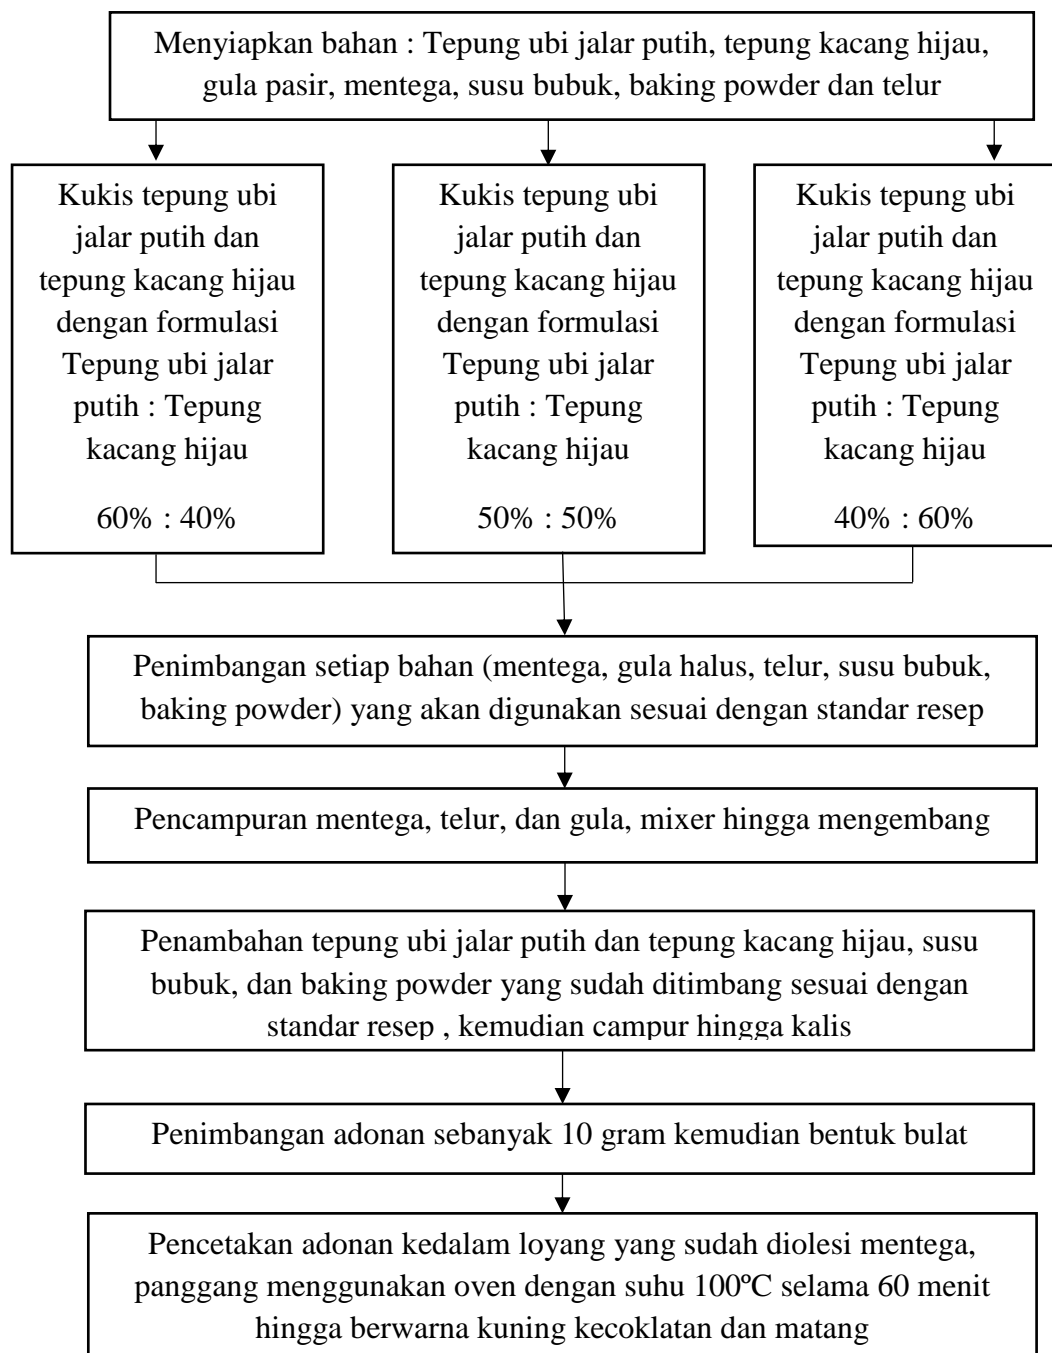 Menyiapkan bahan : Tepung ubi jalar putih, tepung kacang hijau,
gula pasir, mentega, susu bubuk, baking powder dan telur
Kukis tepung ubi
jalar putih dan
tepung kacang hijau
dengan formulasi
Tepung ubi jalar
putih : Tepung
kacang hijau
60% : 40%
Kukis tepung ubi
jalar putih dan
tepung kacang hijau
dengan formulasi
Tepung ubi jalar
putih : Tepung
kacang hijau
50% : 50%
Kukis tepung ubi
jalar putih dan
tepung kacang hijau
dengan formulasi
Tepung ubi jalar
putih : Tepung
kacang hijau
40% : 60%
Penimbangan setiap bahan (mentega, gula halus, telur, susu bubuk,
baking powder) yang akan digunakan sesuai dengan standar resep
Pencampuran mentega, telur, dan gula, mixer hingga mengembang
Penambahan tepung ubi jalar putih dan tepung kacang hijau, susu
bubuk, dan baking powder yang sudah ditimbang sesuai dengan
standar resep , kemudian campur hingga kalis
Penimbangan adonan sebanyak 10 gram kemudian bentuk bulat
Pencetakan adonan kedalam loyang yang sudah diolesi mentega,
panggang menggunakan oven dengan suhu 100ºC selama 60 menit
hingga berwarna kuning kecoklatan dan matang